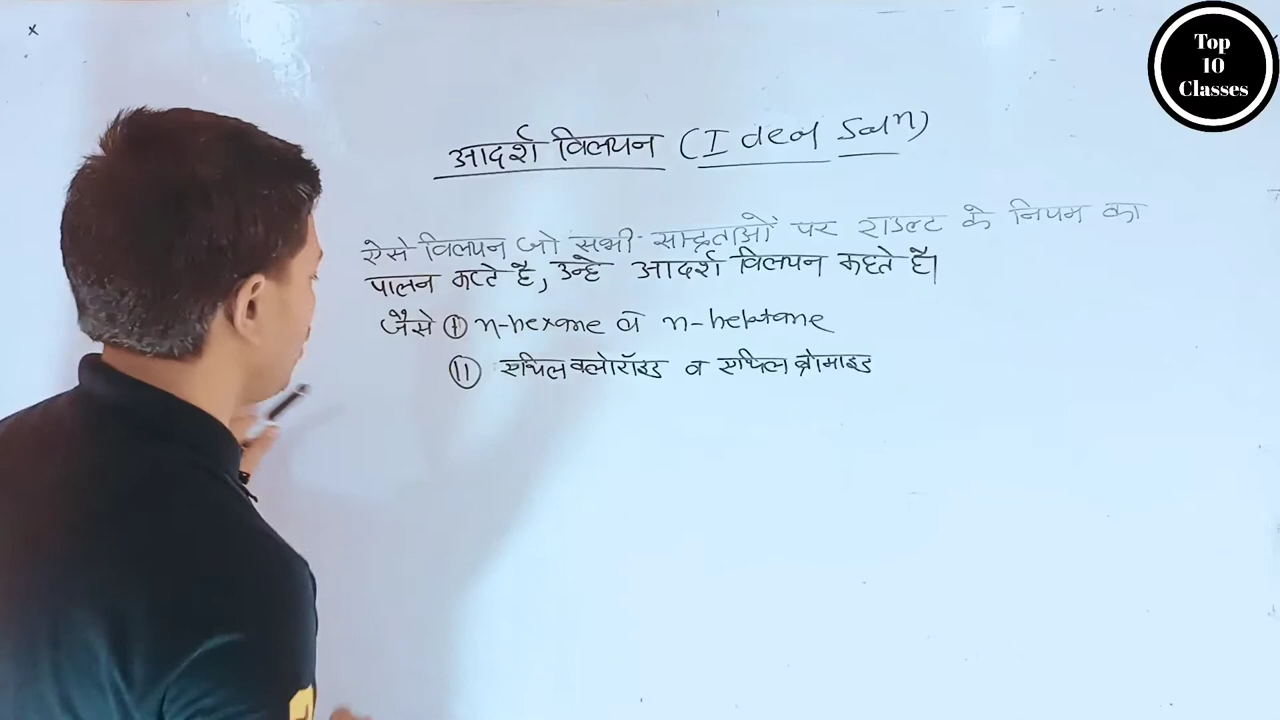 Top
10
Classes
आदर्श विलयन (Ideal Soln)
ऐसे विलयन जो सभी सान्द्रताओं पर राउल्ट के नियम का
पालन करते है, उन्हे आदर्श विलयन कहते है।
जैसे (i) n-hexane व n-heptane
(ii) एथिल क्लोरॉइड व एथिल ब्रोमाइड